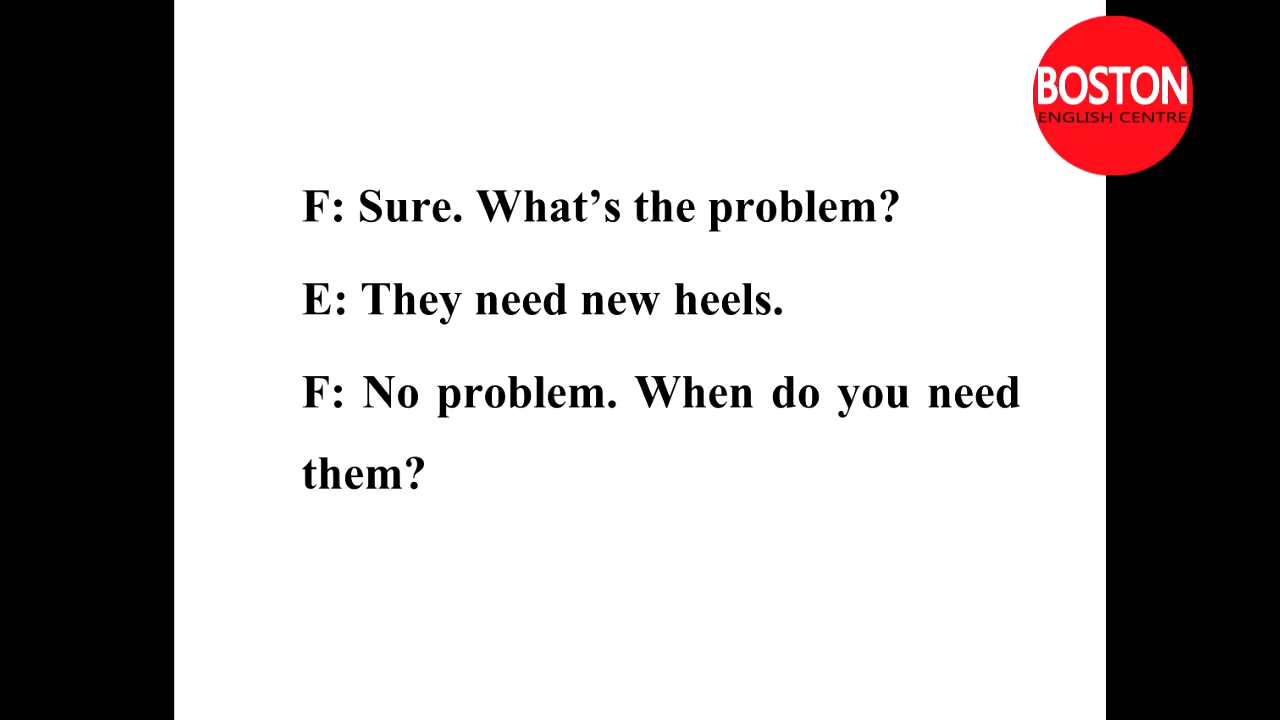 BOSTON
ENGLISH CENTRE
F: Sure. What’s the problem?
E: They need new heels.
F: No problem. When do you need
them?